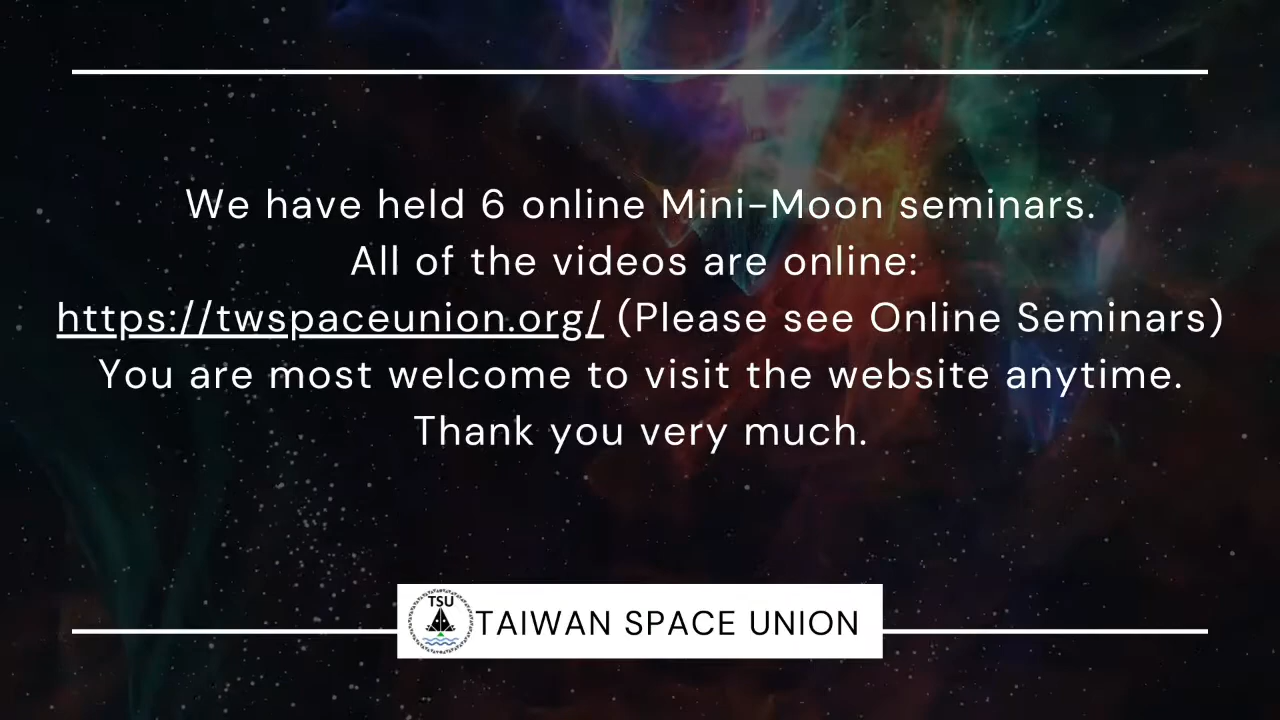 We have held 6 online Mini-Moon seminars.
All of the videos are online:
https://twspaceunion.org/ (Please see Online Seminars)
You are most welcome to visit the website anytime.
Thank you very much.
TSU
TAIWAN SPACE UNION